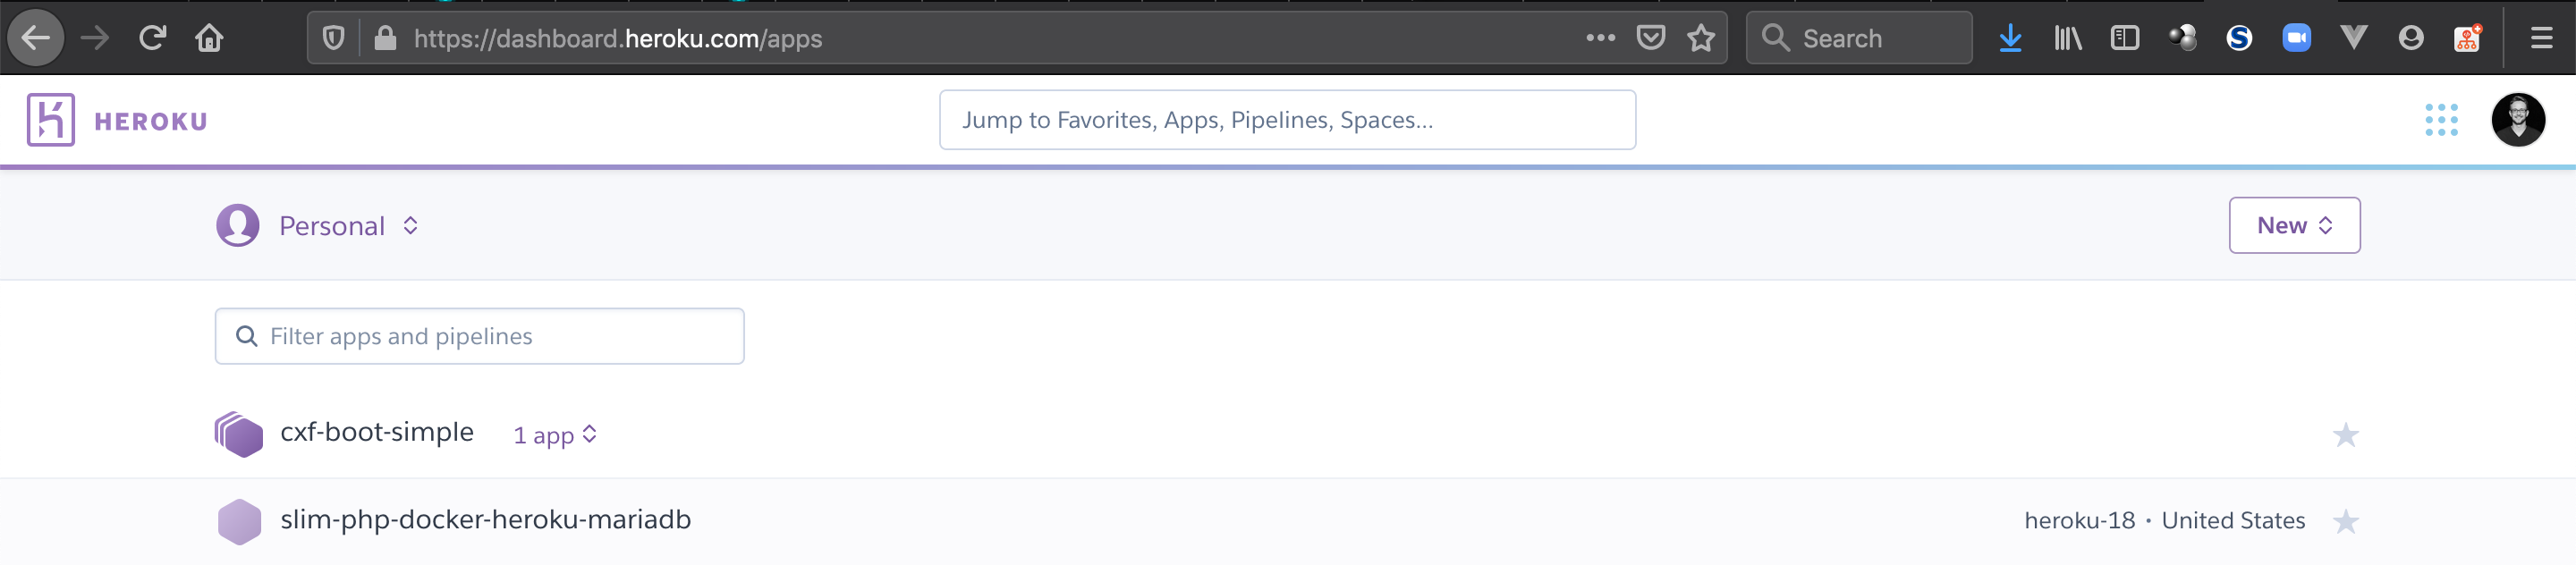 https://dashboard.heroku.com/apps
Search
HEROKU
Jump to Favorites, Apps, Pipelines, Spaces...
Personal
New
Filter apps and pipelines
cxf-boot-simple 1 app
slim-php-docker-heroku-mariadb heroku-18 • United States